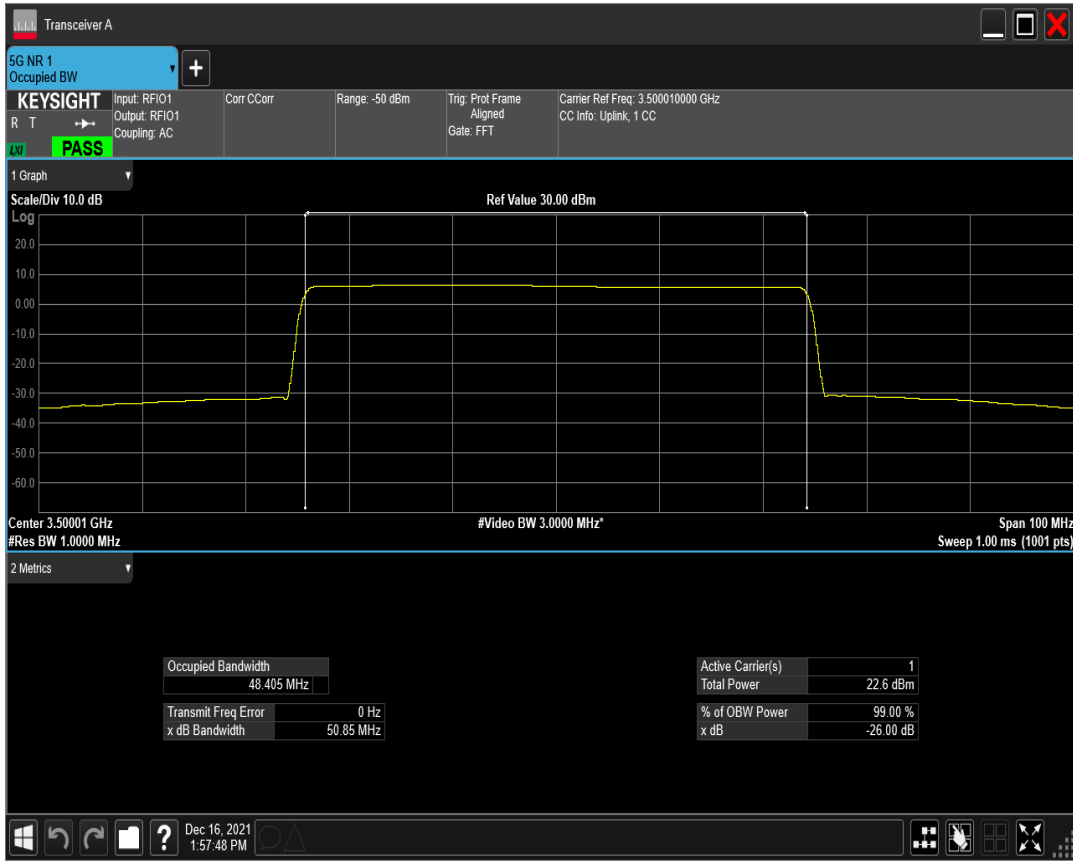 Transceiver A
5G NR 1
Occupied BW
+
KEYSIGHT
R T
LXI
PASS
Input: RFIO1
Output: RFIO1
Coupling: AC
Corr CCorr
Range: -50 dBm
Trig: Prot Frame
Aligned
Gate: FFT
Carrier Ref Freq: 3.500010000 GHz
CC Info: Uplink, 1 CC
1 Graph
Scale/Div 10.0 dB
Ref Value 30.00 dBm
Log
20.0
10.0
0.00
-10.0
-20.0
-30.0
-40.0
-50.0
-60.0
Center 3.50001 GHz
#Video BW 3.0000 MHz*
Span 100 MHz
#Res BW 1.0000 MHz
Sweep 1.00 ms (1001 pts)
2 Metrics
Occupied Bandwidth
48.405 MHz
Transmit Freq Error 0 Hz
x dB Bandwidth 50.85 MHz
Active Carrier(s) 1
Total Power 22.6 dBm
% of OBW Power 99.00 %
x dB -26.00 dB
?
Dec 16, 2021
1:57:48 PM